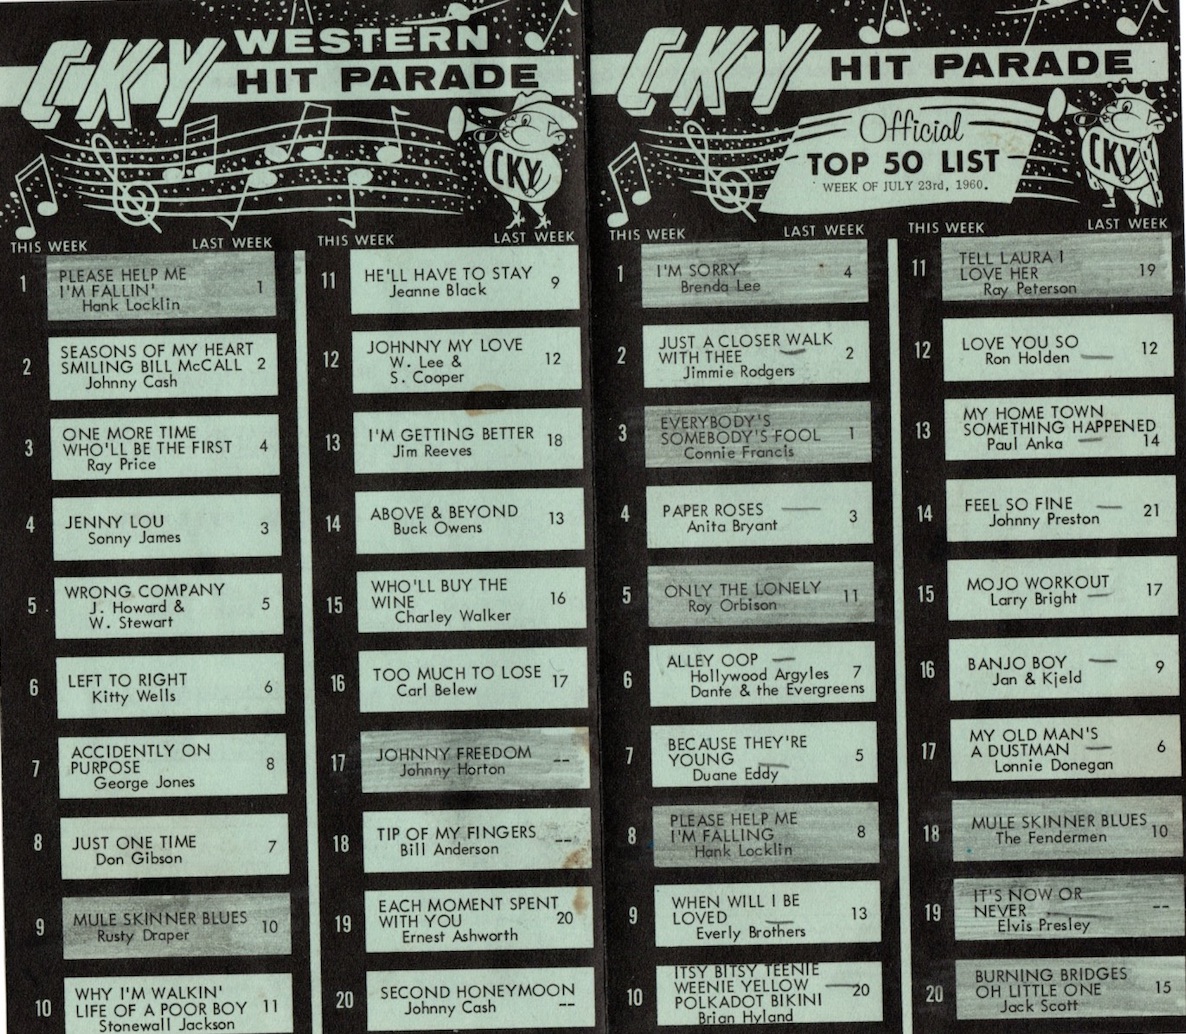 CKY WESTERN
HIT PARADE
CKY
THIS WEEK LAST WEEK
1 PLEASE HELP ME
I'M FALLIN' 1
Hank Locklin
2 SEASONS OF MY HEART
SMILING BILL McCALL 2
Johnny Cash
3 ONE MORE TIME
WHO'LL BE THE FIRST 4
Ray Price
4 JENNY LOU 3
Sonny James
5 WRONG COMPANY
J. Howard & 5
W. Stewart
6 LEFT TO RIGHT 6
Kitty Wells
7 ACCIDENTLY ON
PURPOSE 8
George Jones
8 JUST ONE TIME 7
Don Gibson
9 MULE SKINNER BLUES 10
Rusty Draper
10 WHY I'M WALKIN'
LIFE OF A POOR BOY 11
Stonewall Jackson
THIS WEEK LAST WEEK
11 HE'LL HAVE TO STAY 9
Jeanne Black
12 JOHNNY MY LOVE
W. Lee & 12
S. Cooper
13 I'M GETTING BETTER 18
Jim Reeves
14 ABOVE & BEYOND 13
Buck Owens
15 WHO'LL BUY THE
WINE 16
Charley Walker
16 TOO MUCH TO LOSE 17
Carl Belew
17 JOHNNY FREEDOM --
Johnny Horton
18 TIP OF MY FINGERS --
Bill Anderson
19 EACH MOMENT SPENT
WITH YOU 20
Ernest Ashworth
20 SECOND HONEYMOON
Johnny Cash --
CKY HIT PARADE
Official
TOP 50 LIST
WEEK OF JULY 23rd, 1960.
CKY
THIS WEEK LAST WEEK
1 I'M SORRY 4
Brenda Lee
2 JUST A CLOSER WALK
WITH THEE 2
Jimmie Rodgers
3 EVERYBODY'S
SOMEBODY'S FOOL 1
Connie Francis
4 PAPER ROSES 3
Anita Bryant
5 ONLY THE LONELY 11
Roy Orbison
6 ALLEY OOP
Hollywood Argyles 7
Dante & the Evergreens
7 BECAUSE THEY'RE
YOUNG 5
Duane Eddy
8 PLEASE HELP ME
I'M FALLING 8
Hank Locklin
9 WHEN WILL I BE
LOVED 13
Everly Brothers
10 ITSY BITSY TEENIE
WEENIE YELLOW 20
POLKADOT BIKINI
Brian Hyland
THIS WEEK LAST WEEK
11 TELL LAURA I
LOVE HER 19
Ray Peterson
12 LOVE YOU SO 12
Ron Holden
13 MY HOME TOWN
SOMETHING HAPPENED
Paul Anka 14
14 FEEL SO FINE 21
Johnny Preston
15 MOJO WORKOUT 17
Larry Bright
16 BANJO BOY 9
Jan & Kjeld
17 MY OLD MAN'S
A DUSTMAN 6
Lonnie Donegan
18 MULE SKINNER BLUES 10
The Fendermen
19 IT'S NOW OR
NEVER --
Elvis Presley
20 BURNING BRIDGES
OH LITTLE ONE 15
Jack Scott